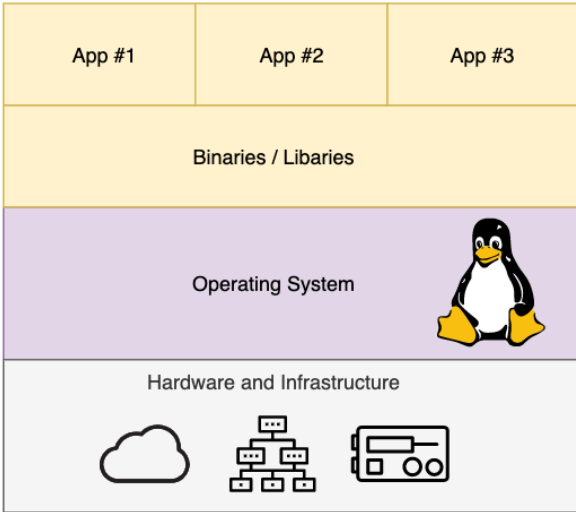 App #1
App #2
App #3
Binaries / Libaries
Operating System
Hardware and Infrastructure